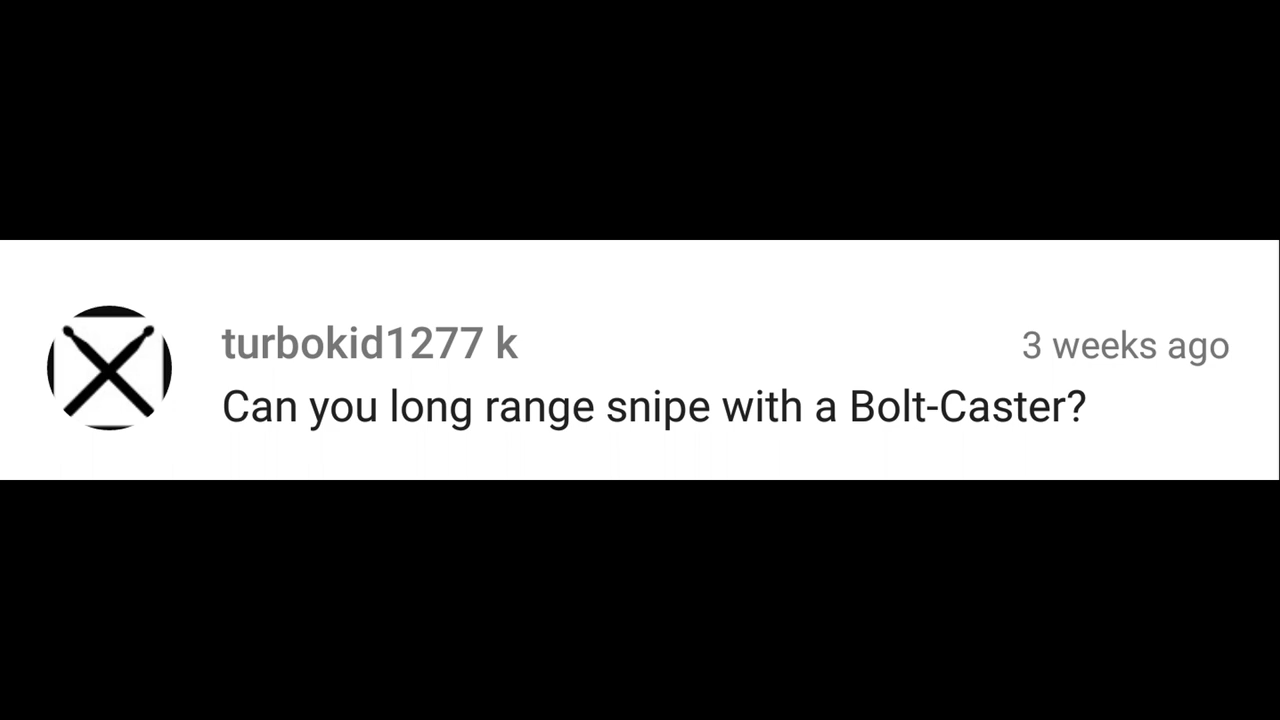 turbokid1277 k
3 weeks ago
Can you long range snipe with a Bolt-Caster?